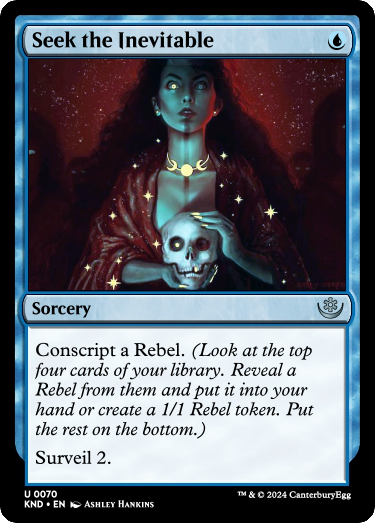 Seek the Inevitable
Sorcery
Conscript a Rebel. (Look at the top
four cards of your library. Reveal a
Rebel from them and put it into your
hand or create a 1/1 Rebel token. Put
the rest on the bottom.)
Surveil 2.
U 0070
KND • EN ASHLEY HANKINS
™ & © 2024 CanterburyEgg